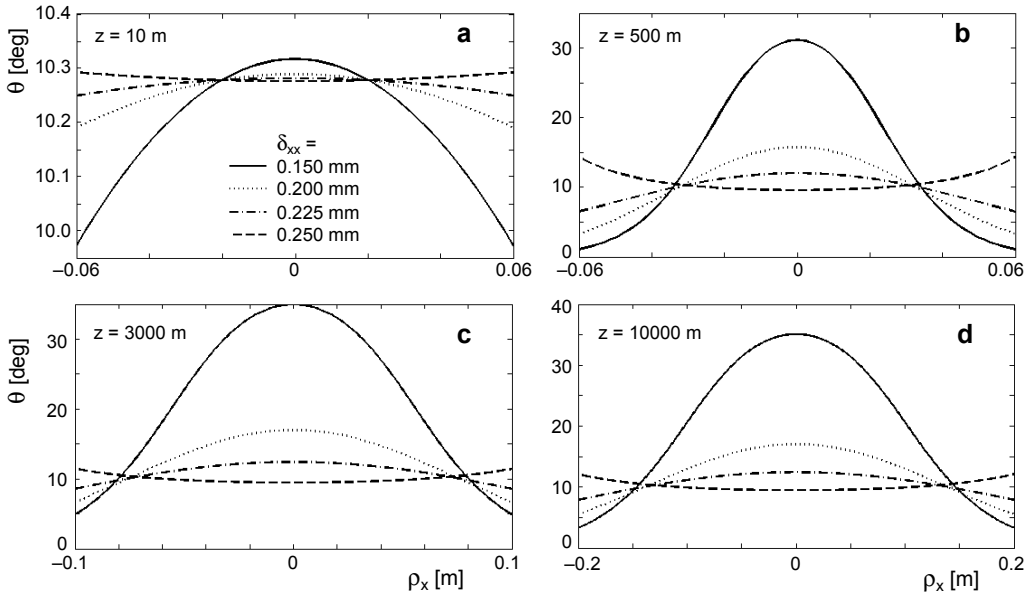 10.4
10.3
10.2
10.1
10.0
θ [deg]
z = 10 m
a
δxx =
0.150 mm
0.200 mm
0.225 mm
0.250 mm
–0.06
0
0.06
30
20
10
0
z = 500 m
b
–0.06
0
0.06
30
20
10
0
θ [deg]
z = 3000 m
c
–0.1
0
0.1
ρx [m]
40
30
20
10
0
z = 10000 m
d
–0.2
0
0.2
ρx [m]